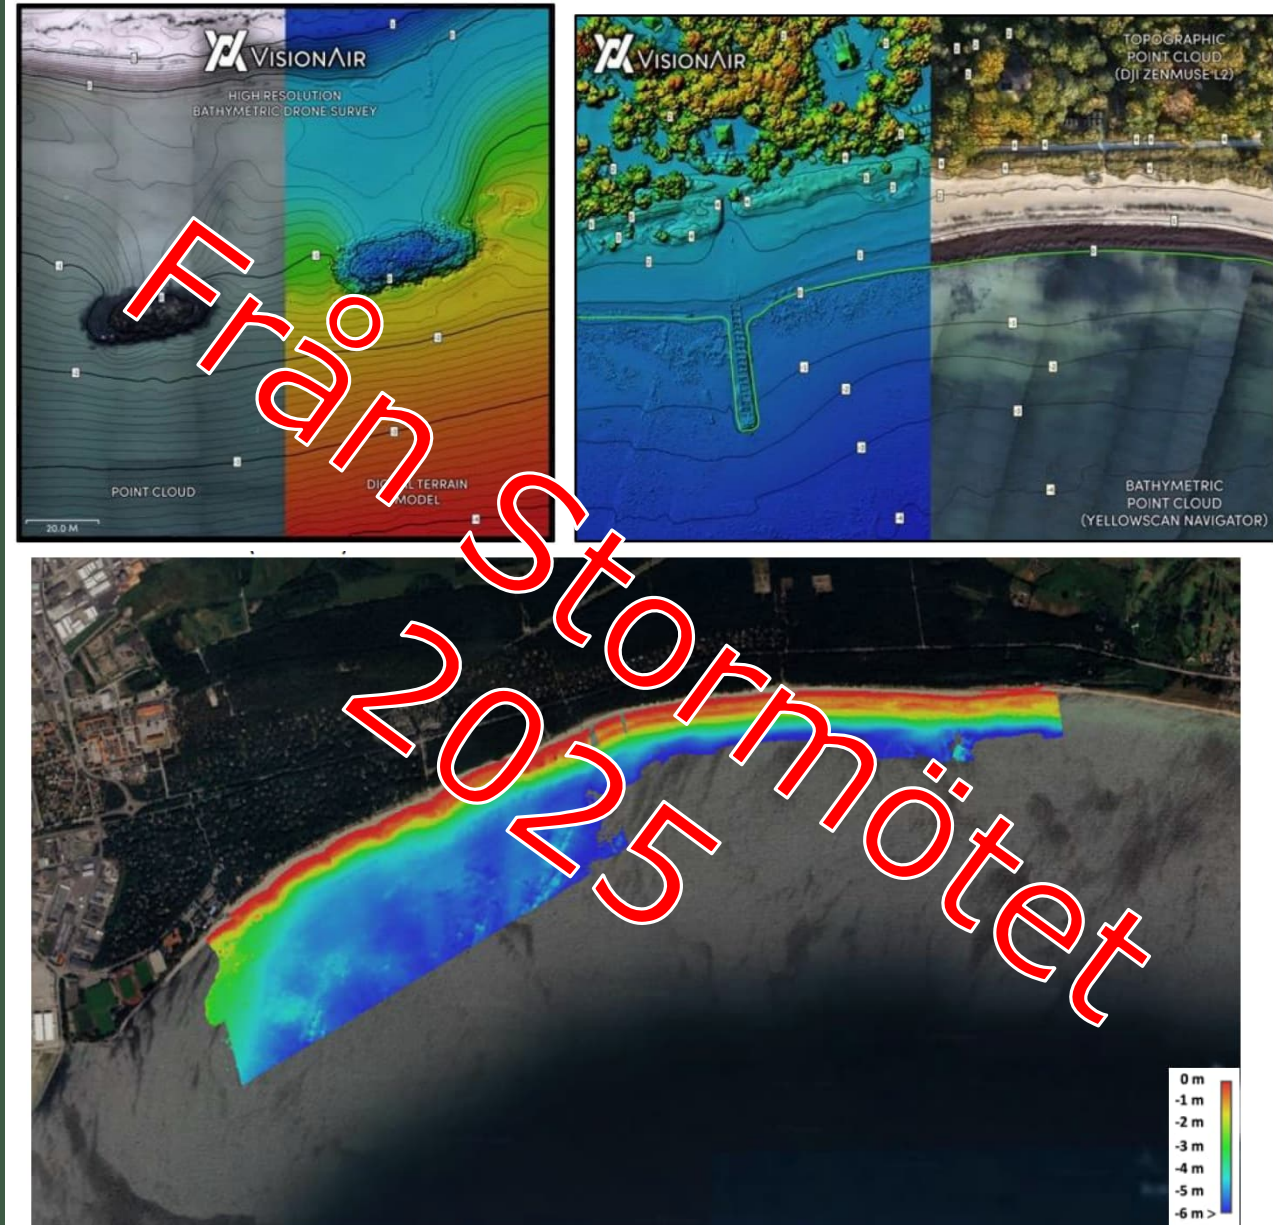 VISIONAIR
HIGH RESOLUTION
BATHYMETRIC DRONE SURVEY
POINT CLOUD
TERRAIN
MODEL
20.0 M
VISIONAIR
TOPOGRAPHIC
POINT CLOUD
(DJI ZENMUSE L2)
BATHYMETRIC
POINT CLOUD
(YELLOWSCAN NAVIGATOR)
Från Stormötet
2025
0 m
-1 m
-2 m
-3 m
-4 m
-5 m
-6 m >